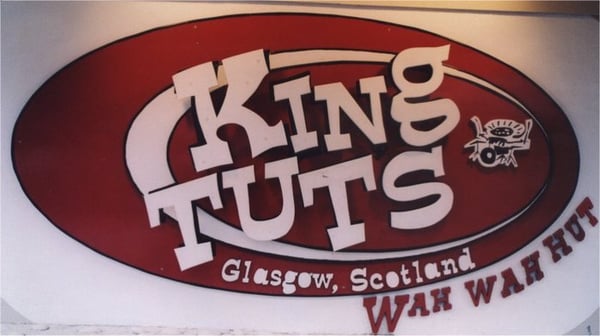 KINg
TUTS
Glasgow, Scotland
WAH WAH HUT